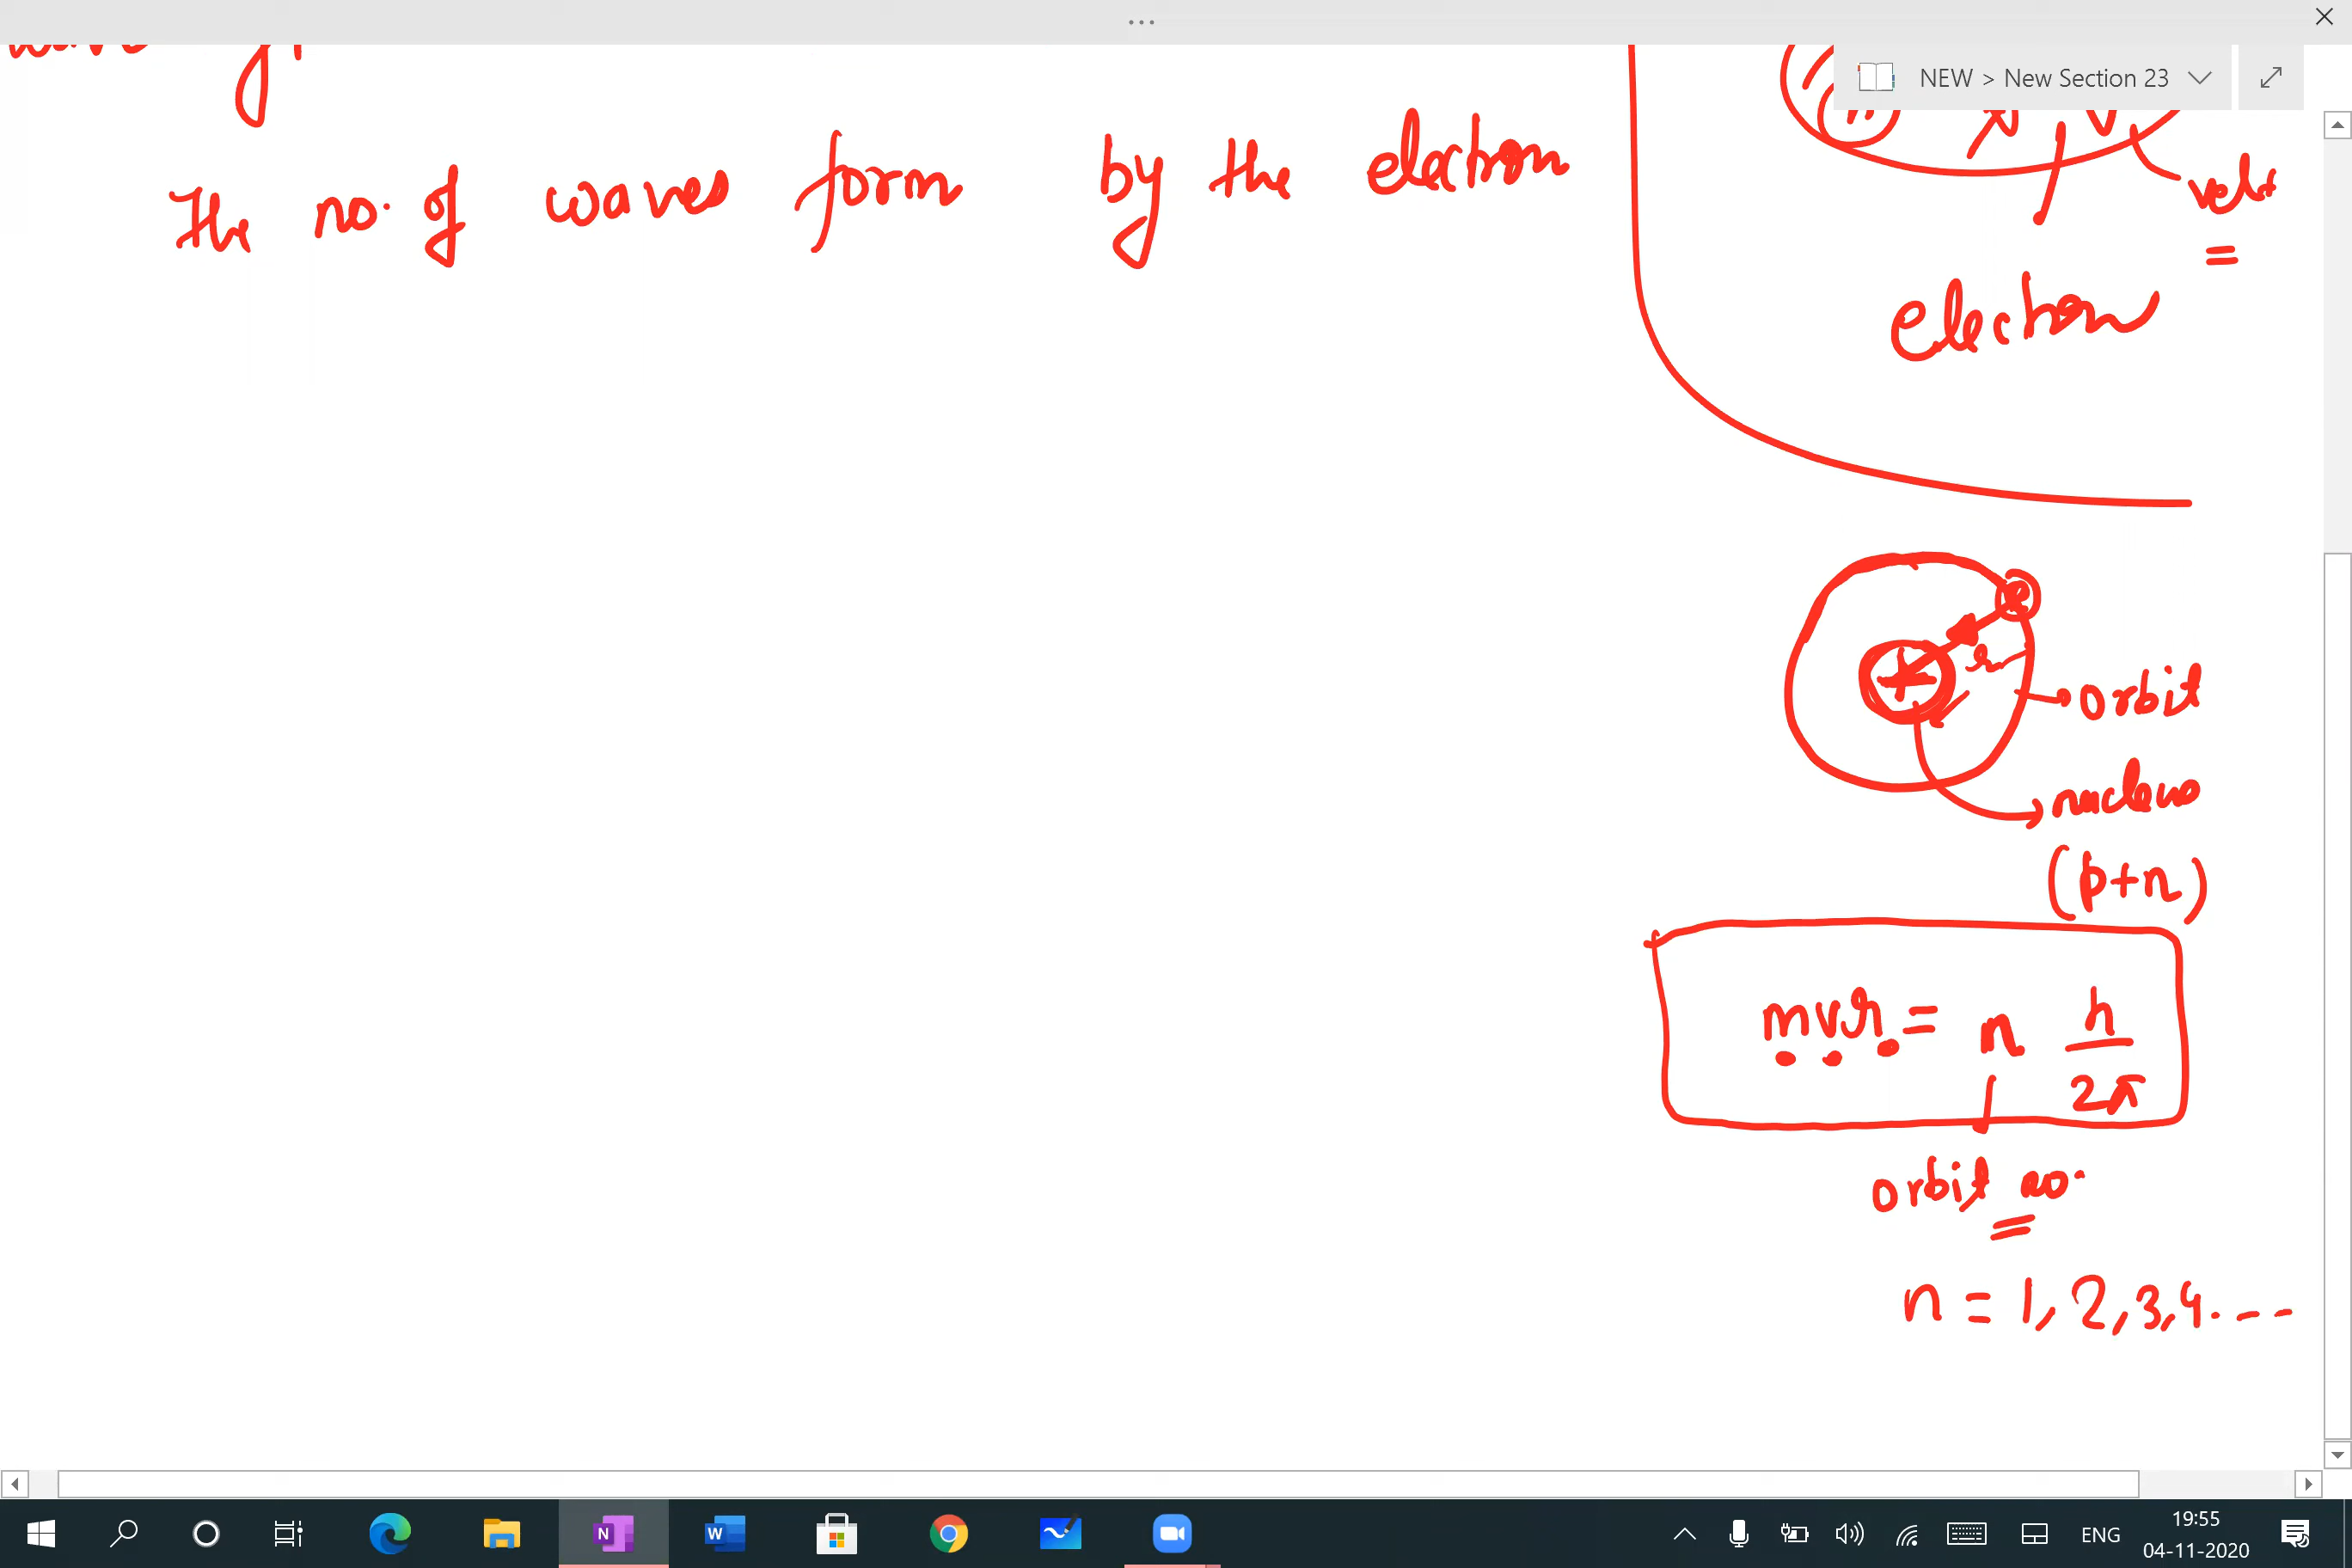 NEW > New Section 23
The no. of waves form by the electron
=
electron
orbit
nucleus
(p+n)
mvr = n h/2π
orbit no.
n = 1, 2, 3, 4. ---
N
W
ENG
19:55
04-11-2020